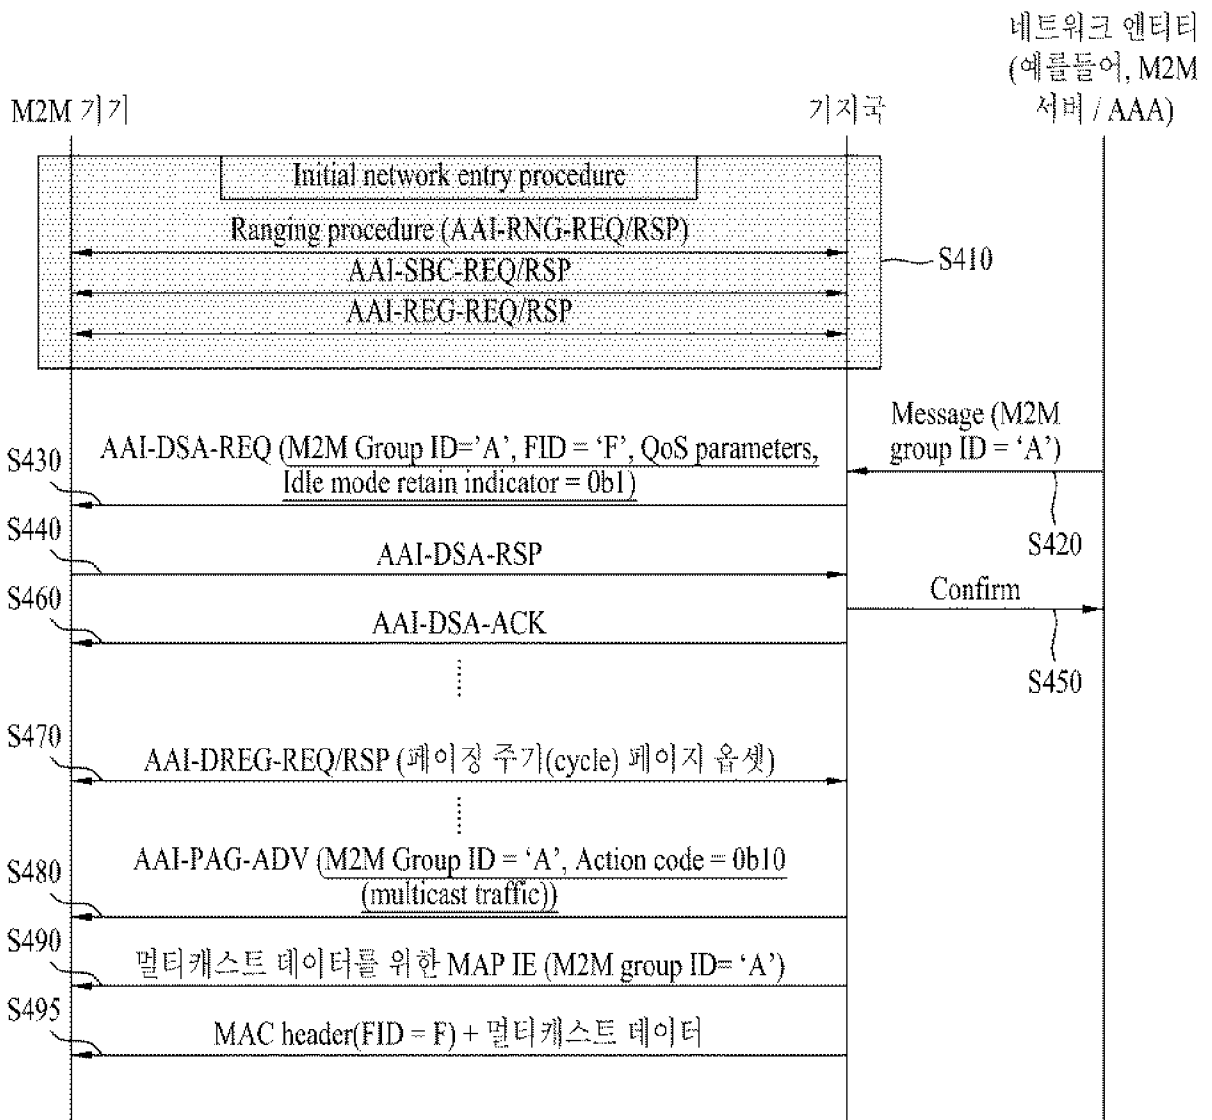 네트워크 엔티티
(예를들어, M2M
서버 / AAA)
M2M 기기
기지국
Initial network entry procedure
Ranging procedure (AAI-RNG-REQ/RSP)
AAI-SBC-REQ/RSP
AAI-REG-REQ/RSP
S410
Message (M2M
group ID = 'A')
S420
S430
AAI-DSA-REQ (M2M Group ID='A', FID = 'F', QoS parameters,
Idle mode retain indicator = 0b1)
S440
AAI-DSA-RSP
Confirm
S450
S460
AAI-DSA-ACK
S470
AAI-DREG-REQ/RSP (페이징 주기(cycle) 페이지 옵셋)
S480
AAI-PAG-ADV (M2M Group ID = 'A', Action code = 0b10
(multicast traffic))
S490
멀티캐스트 데이터를 위한 MAP IE (M2M group ID= 'A')
S495
MAC header(FID = F) + 멀티캐스트 데이터